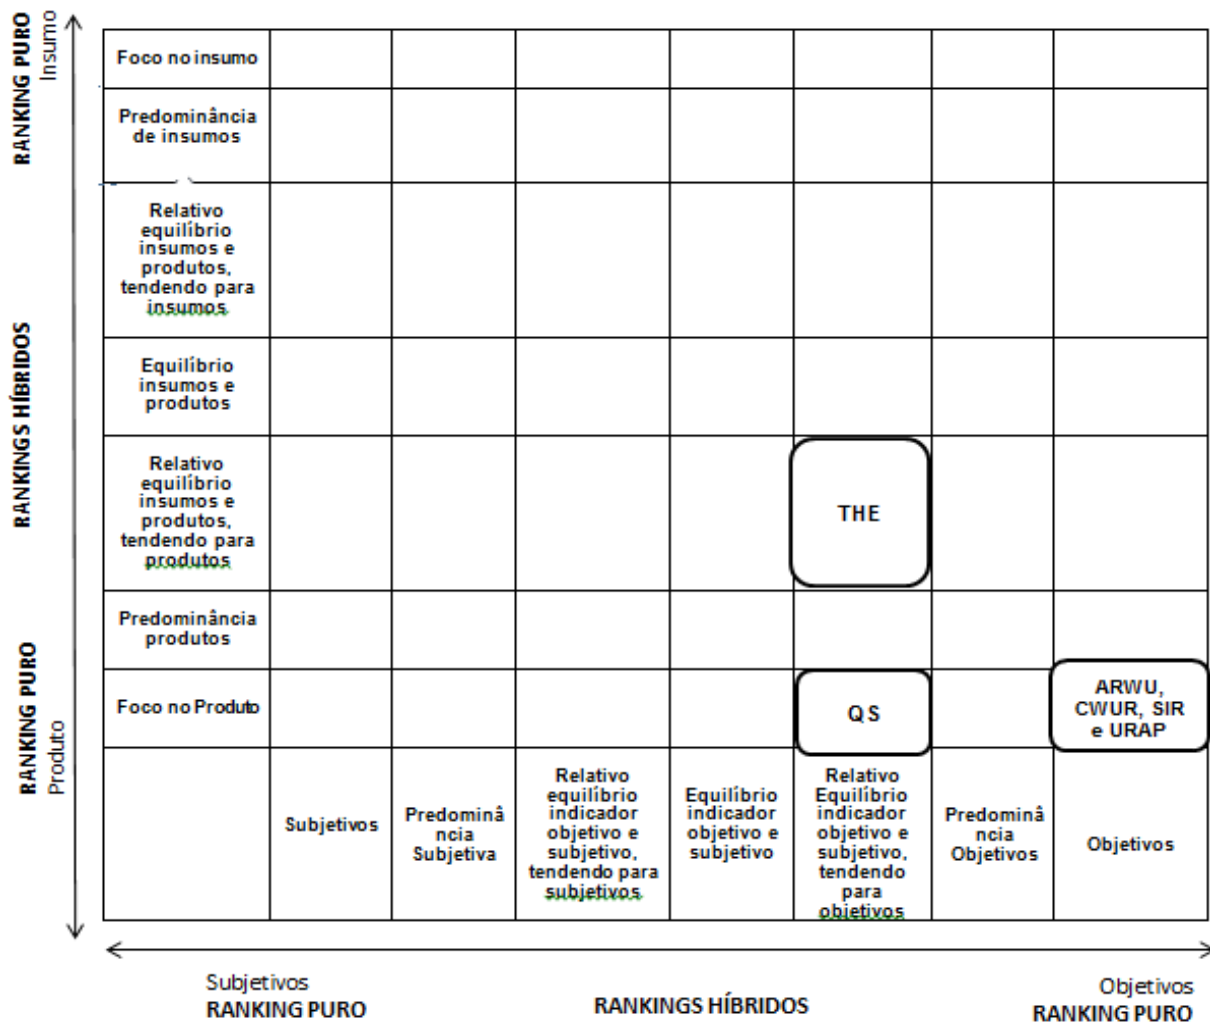 RANKING PURO
Insumo
Foco no insumo
Predominância
de insumos
Relativo
equilíbrio
insumos e
produtos,
tendendo para
insumos
RANKINGS HÍBRIDOS
Equilíbrio
insumos e
produtos
Relativo
equilíbrio
insumos e
produtos,
tendendo para
produtos
THE
Predominância
produtos
RANKING PURO
Produto
Foco no Produto
QS
ARWU,
CWUR, SIR
e URAP
Subjetivos
Predominâ
ncia
Subjetiva
Relativo
equilíbrio
indicador
objetivo e
subjetivo,
tendendo para
subjetivos
Equilíbrio
indicador
objetivo e
subjetivo
Relativo
Equilíbrio
indicador
objetivo e
subjetivo,
tendendo
para
objetivos
Predominâ
ncia
Objetivos
Objetivos
Subjetivos
RANKING PURO
RANKINGS HÍBRIDOS
Objetivos
RANKING PURO